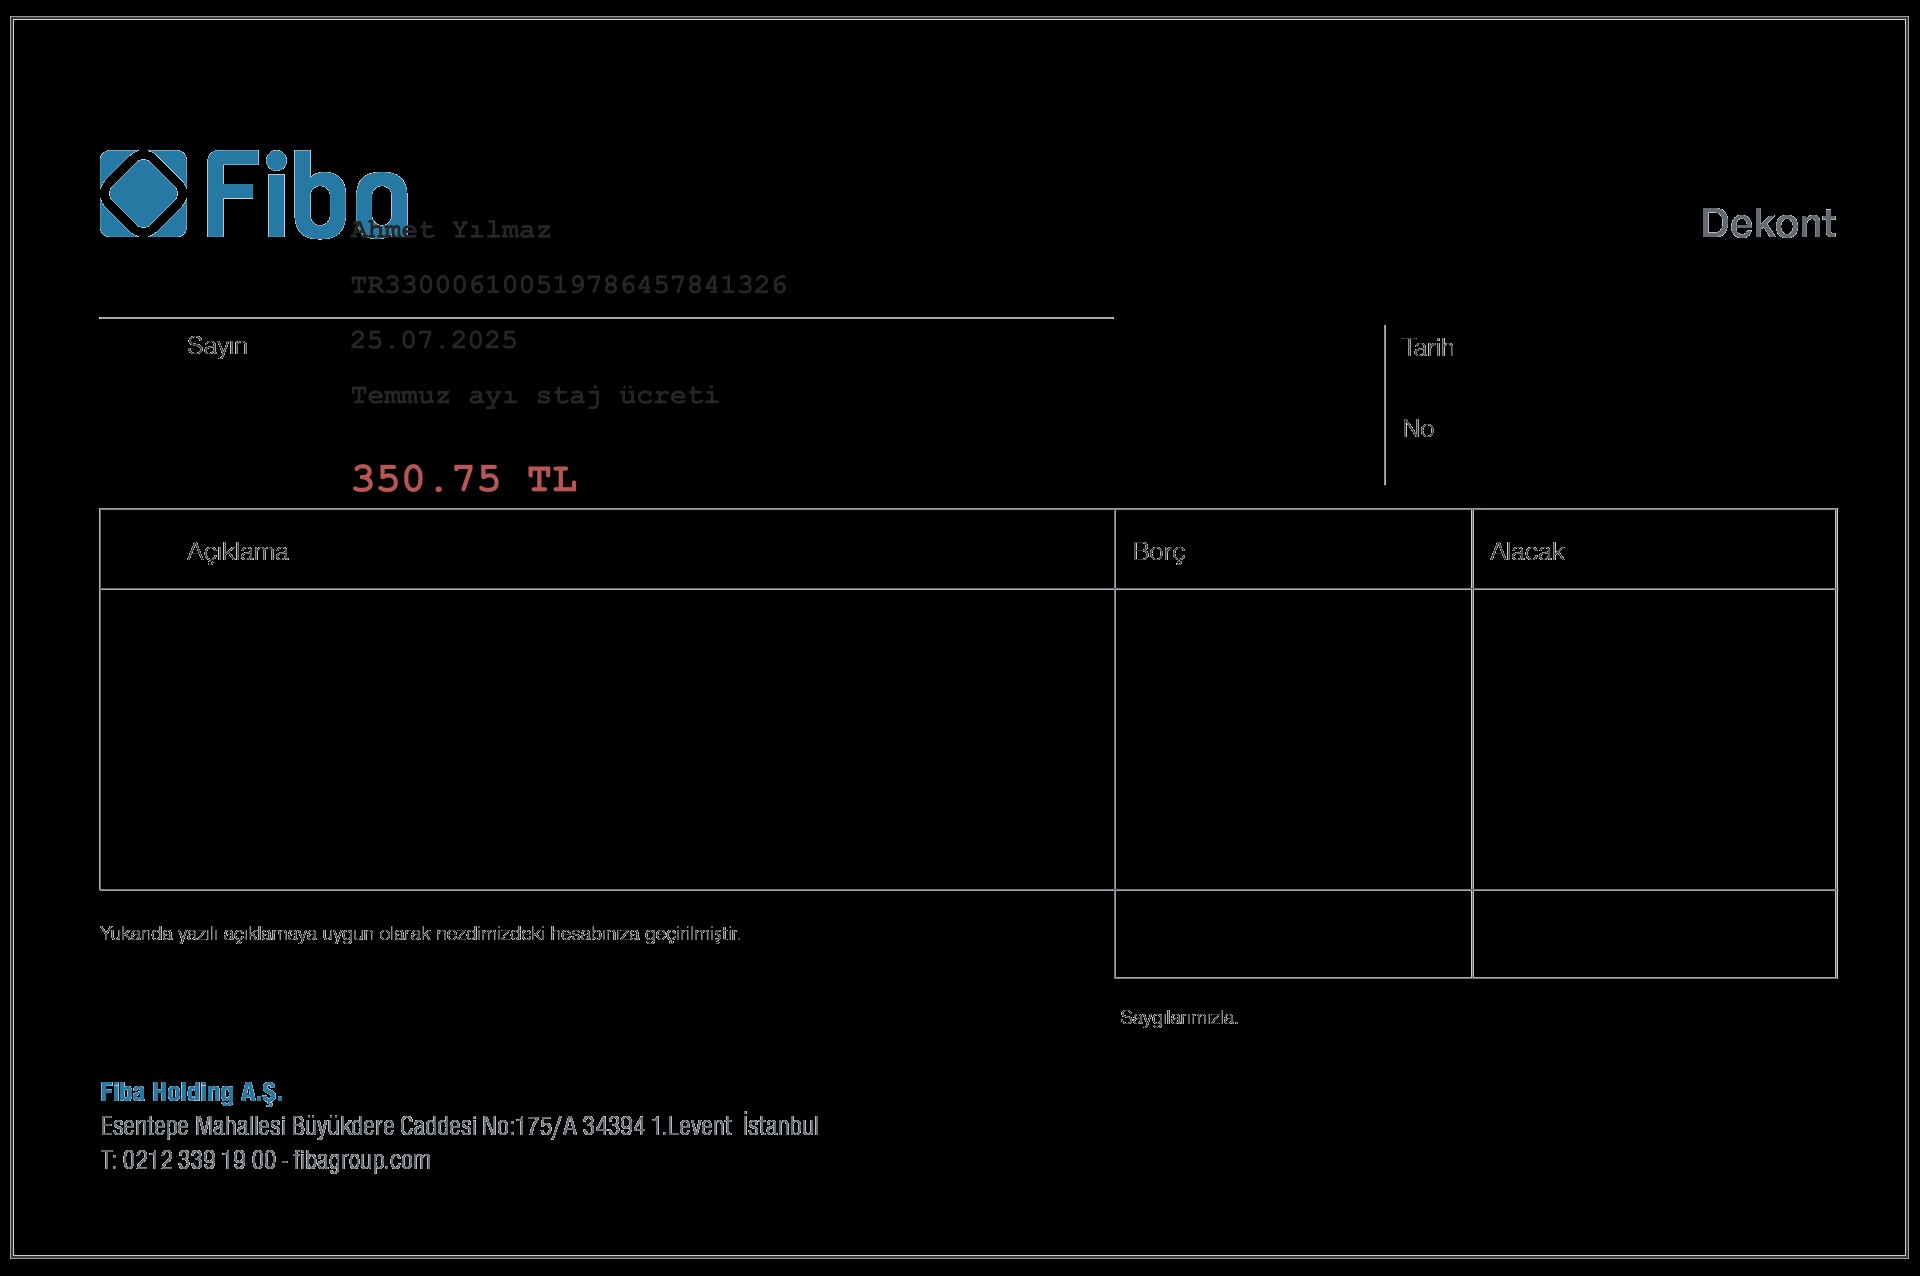 Fiba
Dekont
Ahmet Yılmaz
TR330006100519786457841326
Sayın
25.07.2025
Tarih
Temmuz ayı staj ücreti
No
350.75 TL
Açıklama Borç Alacak
Yukarıda yazılı açıklamaya uygun olarak nezdimizdeki hesabınıza geçirilmiştir.
Saygılarımızla.
Fiba Holding A.Ş.
Esentepe Mahallesi Büyükdere Caddesi No:175/A 34394 1.Levent İstanbul
T: 0212 339 19 00 - fibagroup.com